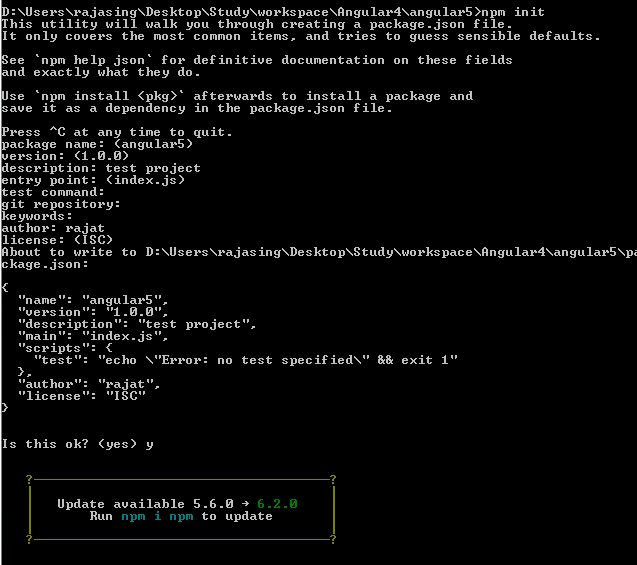 D:\Users\rajasing\Desktop\Study\workspace\Angular4\angular5>npm init
This utility will walk you through creating a package.json file.
It only covers the most common items, and tries to guess sensible defaults.
See `npm help json` for definitive documentation on these fields
and exactly what they do.
Use `npm install <pkg>` afterwards to install a package and
save it as a dependency in the package.json file.
Press ^C at any time to quit.
package name: (angular5)
version: (1.0.0)
description: test project
entry point: (index.js)
test command:
git repository:
keywords:
author: rajat
license: (ISC)
About to write to D:\Users\rajasing\Desktop\Study\workspace\Angular4\angular5\pa
ckage.json:
{
  "name": "angular5",
  "version": "1.0.0",
  "description": "test project",
  "main": "index.js",
  "scripts": {
    "test": "echo \"Error: no test specified\" && exit 1"
  },
  "author": "rajat",
  "license": "ISC"
}
Is this ok? (yes) y
? ?
Update available 5.6.0 → 6.2.0
Run npm i npm to update
? ?